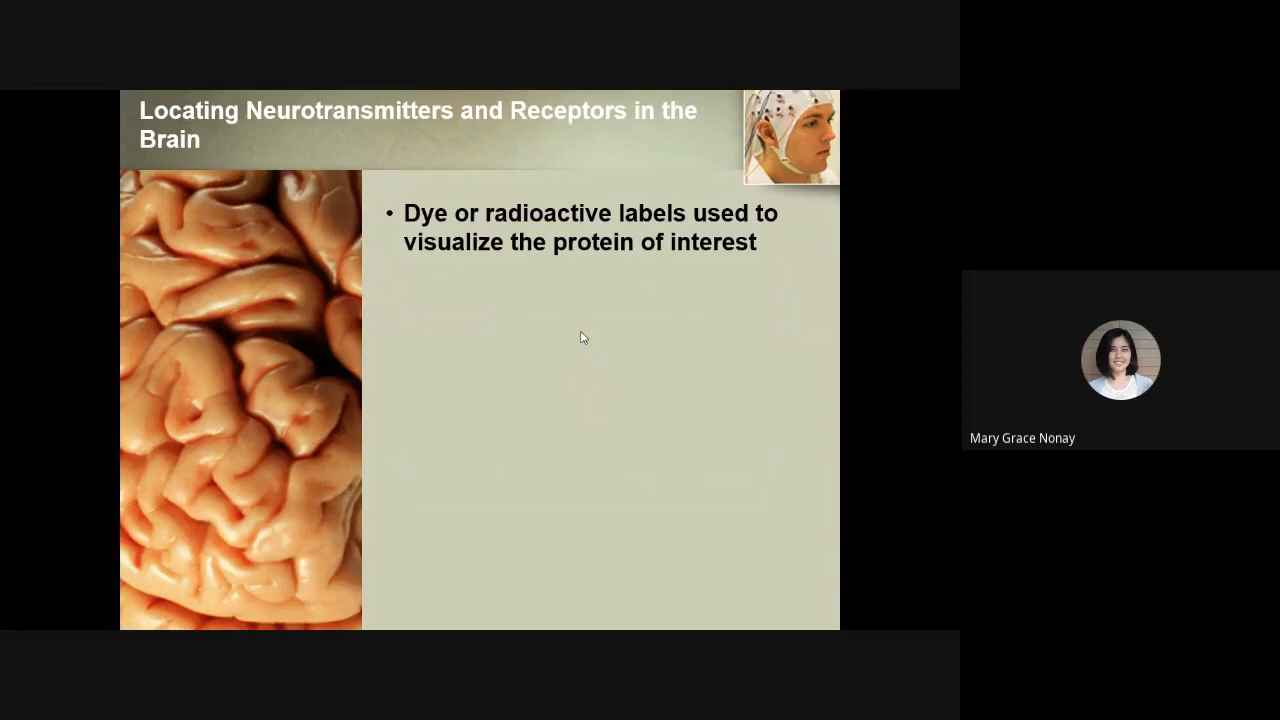 Locating Neurotransmitters and Receptors in the
Brain
• Dye or radioactive labels used to
visualize the protein of interest
Mary Grace Nonay